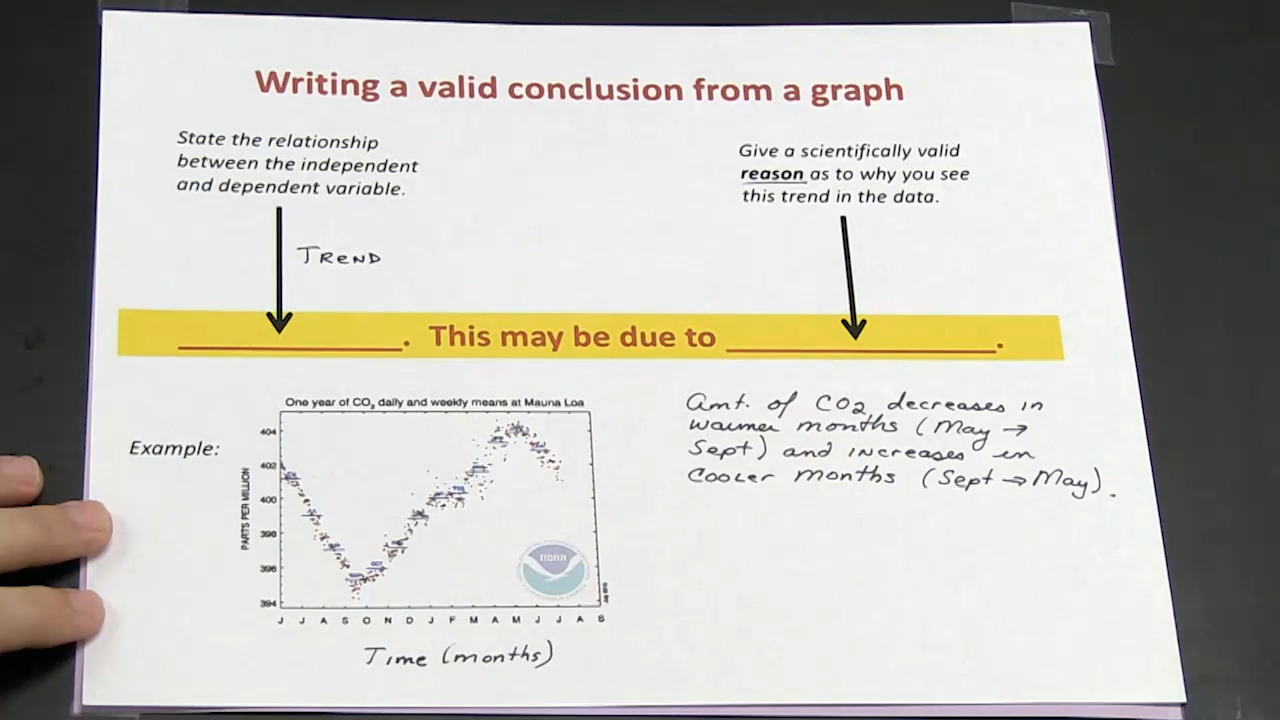 Writing a valid conclusion from a graph
State the relationship
between the independent
and dependent variable.
Give a scientifically valid
reason as to why you see
this trend in the data.
TREND
____________. This may be due to ______________.
Example:
One year of CO₂ daily and weekly means at Mauna Loa
PARTS PER MILLION
404
402
400
398
396
394
J J A S O N D J F M A M J J A S
noaa
Time (months)
Amt. of CO2 decreases in
warmer months (May →
Sept) and increases in
cooler months (Sept → May).